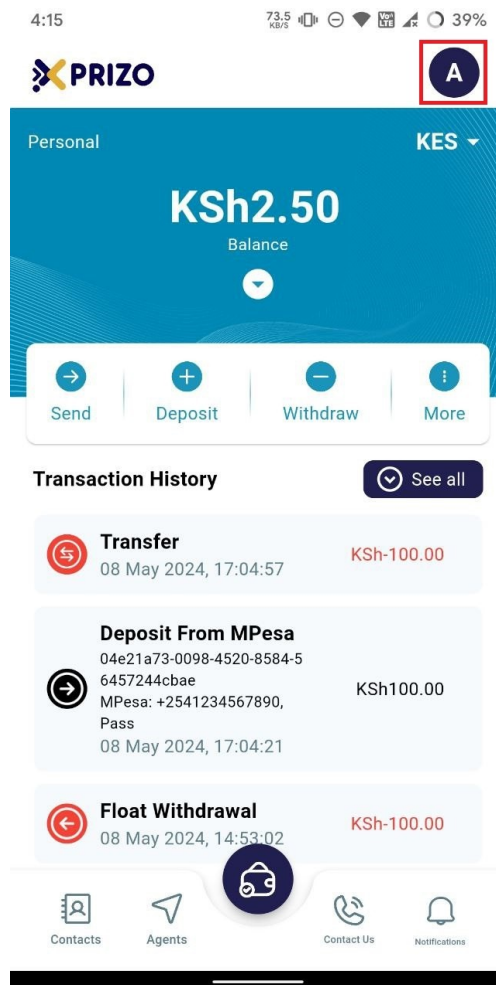 4:15 73.5 KB/S Vo LTE 39%
PRIZO A
Personal KES
KSh2.50
Balance
Send Deposit Withdraw More
Transaction History See all
Transfer
08 May 2024, 17:04:57
KSh-100.00
Deposit From MPesa
04e21a73-0098-4520-8584-5
6457244cbae
MPesa: +2541234567890,
Pass
08 May 2024, 17:04:21
KSh100.00
Float Withdrawal
08 May 2024, 14:53:02
KSh-100.00
Contacts Agents Contact Us Notifications